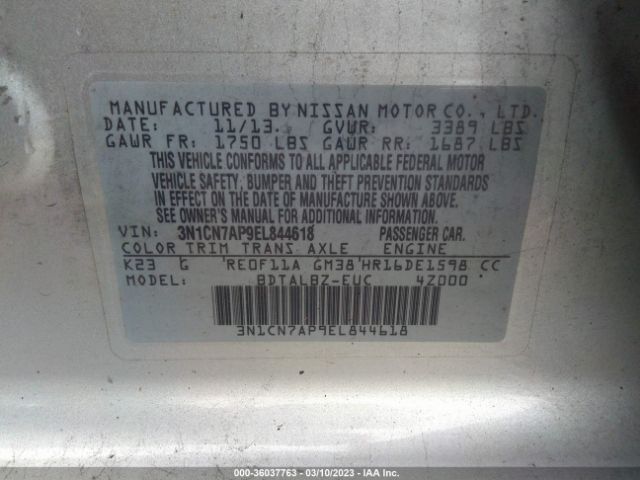 MANUFACTURED BY NISSAN MOTOR CO., LTD.
DATE: 11/13. GVWR: 3389 LBS
GAWR FR: 1750 LBS GAWR RR: 1687 LBS
THIS VEHICLE CONFORMS TO ALL APPLICABLE FEDERAL MOTOR
VEHICLE SAFETY, BUMPER AND THEFT PREVENTION STANDARDS
IN EFFECT ON THE DATE OF MANUFACTURE SHOWN ABOVE.
SEE OWNER'S MANUAL FOR ADDITIONAL INFORMATION.
VIN: 3N1CN7AP9EL844618 PASSENGER CAR.
COLOR TRIM TRANS AXLE ENGINE
K23 G RE0F11A GM38 HR16DE1598 CC
MODEL: BDTALBZ-EUC 4Z000
3N1CN7AP9EL844618
000-36037763 - 03/10/2023 - IAA Inc.